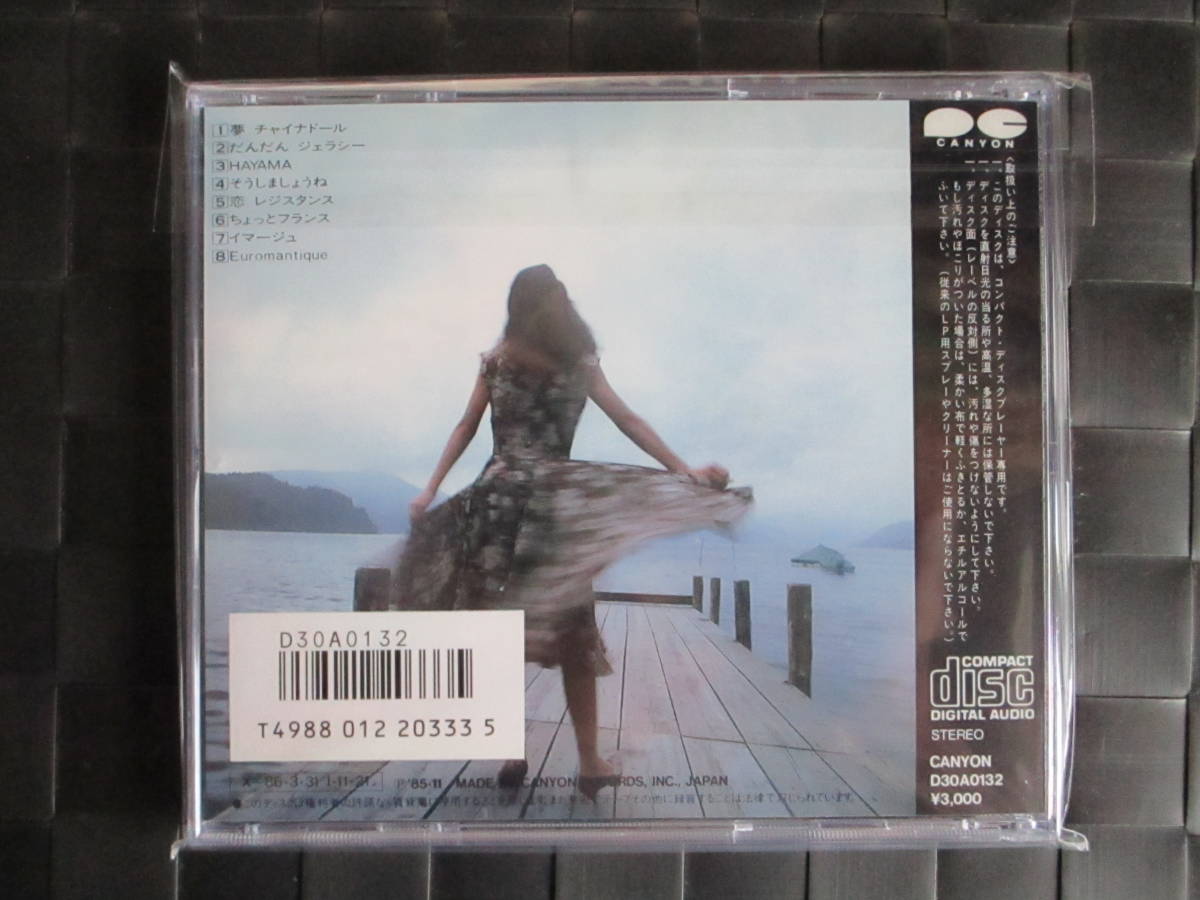 1 夢 チャイナドール
2 だんだん ジェラシー
3 HAYAMA
4 そうしましょうね
5 恋 レジスタンス
6 ちょっとフランス
7 イマージュ
8 Euromantique
CANYON
〈取扱い上のご注意〉
一、このディスクは、コンパクト・ディスクプレーヤー専用です。
一、ディスクを直射日光の当る所や高温、多湿な所には保管しないで下さい。
一、ディスク面(レーベルの反対側)には、汚れや傷をつけないようにして下さい。
もし汚れやほこりがついた場合は、柔かい布で軽くふきとるか、エチルアルコールで
ふいて下さい。(従来のLP用スプレーやクリーナーはご使用にならないで下さい。)
COMPACT
disc
DIGITAL AUDIO
STEREO
CANYON
D30A0132
¥3,000
D30A0132
T4988 012 20333 5
X-'86·3·31 1·11·21
Ⓟ'85·11 MADE CANYON INC., JAPAN